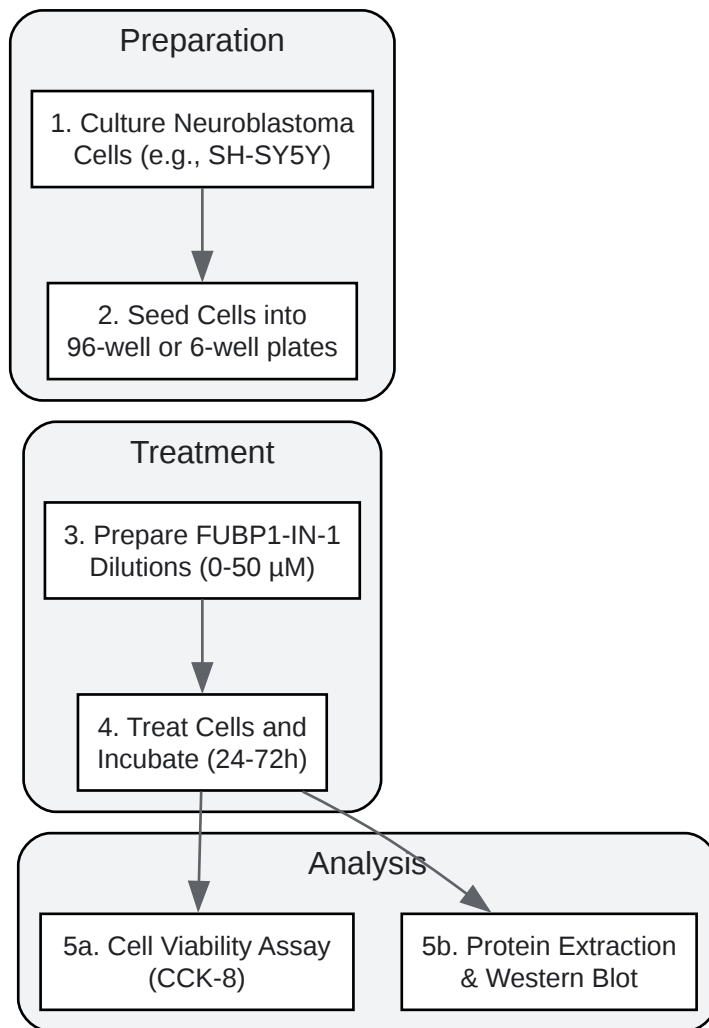 Preparation
1. Culture Neuroblastoma
Cells (e.g., SH-SY5Y)
2. Seed Cells into
96-well or 6-well plates
Treatment
3. Prepare FUBP1-IN-1
Dilutions (0-50 µM)
4. Treat Cells and
Incubate (24-72h)
Analysis
5a. Cell Viability Assay
(CCK-8)
5b. Protein Extraction
& Western Blot